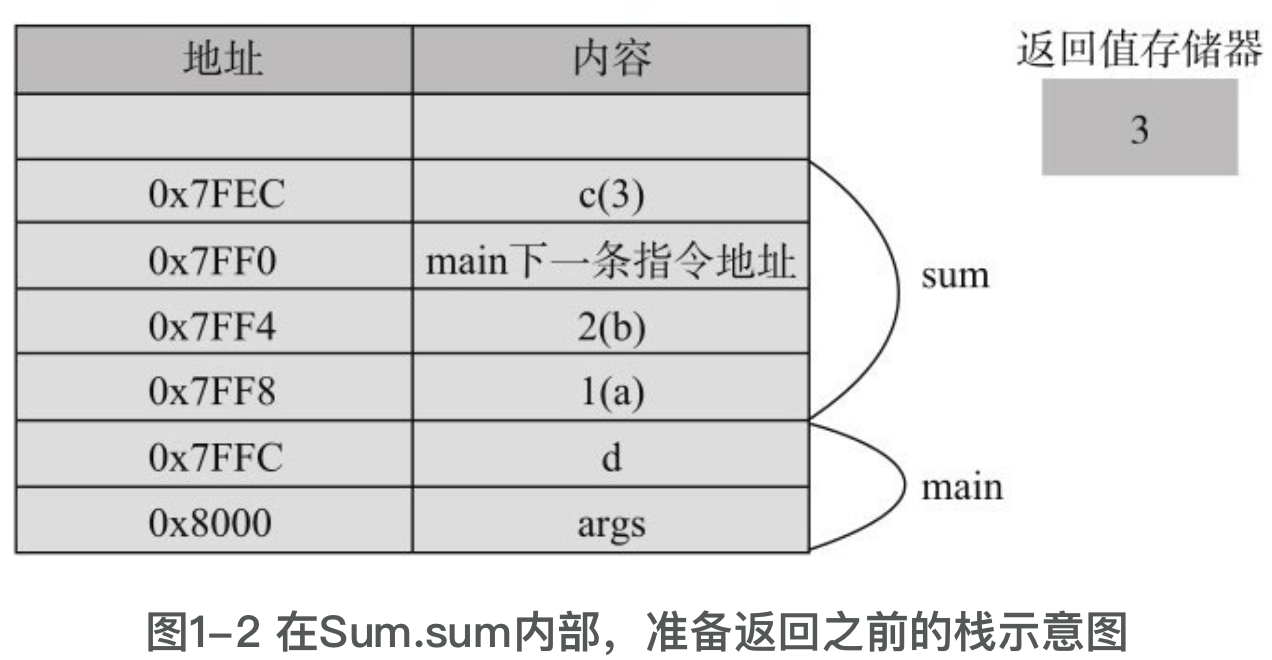 地址 内容 返回值存储器
3
0x7FEC c(3)
0x7FF0 main下一条指令地址
sum
0x7FF4 2(b)
0x7FF8 1(a)
0x7FFC d
main
0x8000 args
图1-2 在Sum.sum内部，准备返回之前的栈示意图